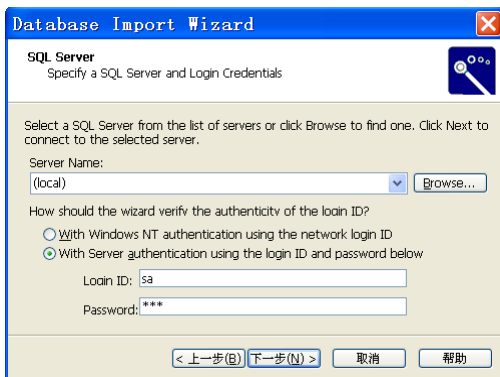 Database Import Wizard
SQL Server
Specify a SQL Server and Login Credentials
Select a SQL Server from the list of servers or click Browse to find one. Click Next to
connect to the selected server.
Server Name:
(local)
Browse...
How should the wizard verify the authenticity of the login ID?
With Windows NT authentication using the network login ID
With Server authentication using the login ID and password below
Login ID: sa
Password: ***
< 上一步(B) 下一步(N) > 取消 帮助